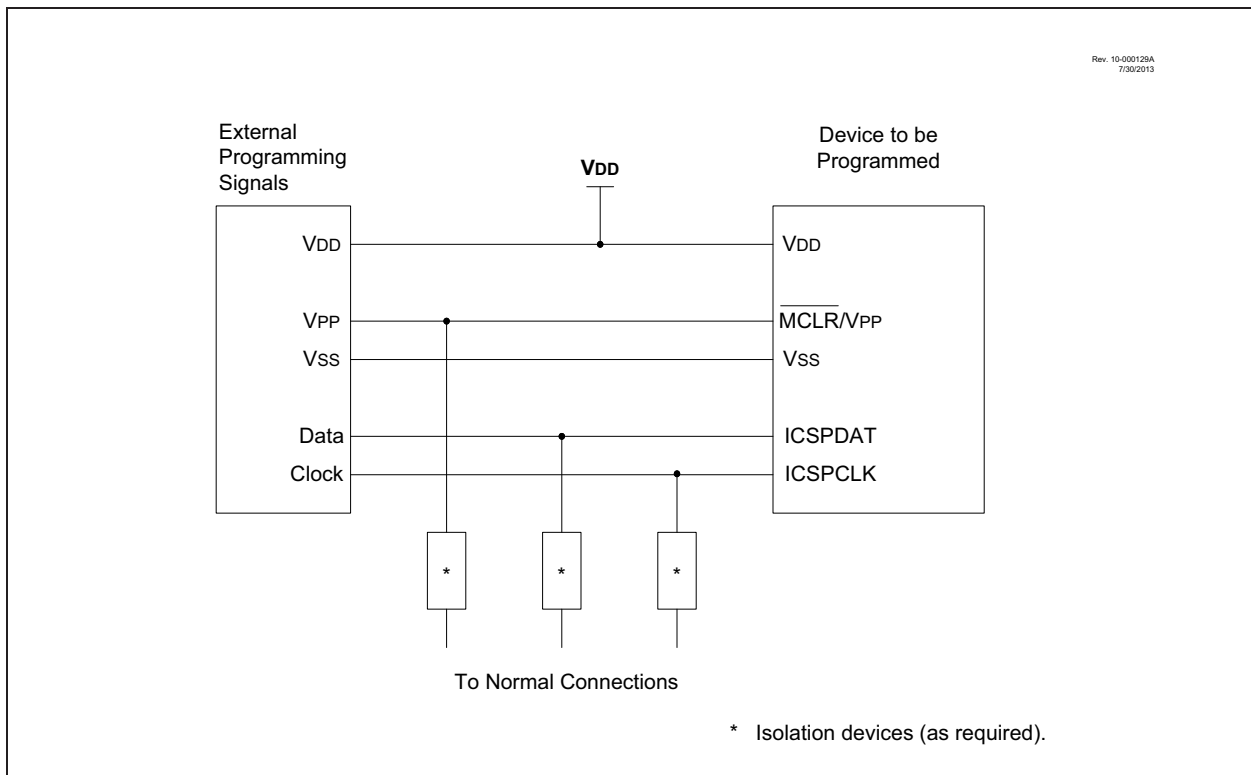 Rev. 10-000129A
7/30/2013
External
Programming
Signals
VDD
Device to be
Programmed
VDD
VPP
VSS
Data
Clock
VDD
MCLR/VPP
VSS
ICSPDAT
ICSPCLK
*
*
*
To Normal Connections
* Isolation devices (as required).